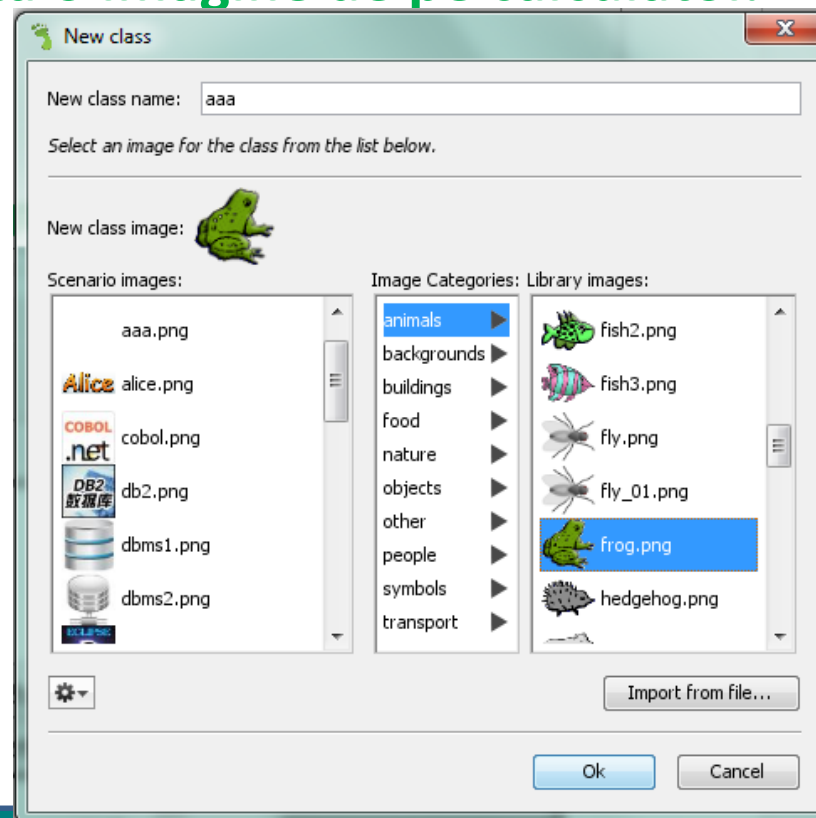 New class
New class name: aaa
Select an image for the class from the list below.
New class image:
Scenario images:
aaa.png
Alice alice.png
COBOL
.net cobol.png
DB2
数据库 db2.png
dbms1.png
dbms2.png
ECLIPSE
Image Categories:
animals
backgrounds
buildings
food
nature
objects
other
people
symbols
transport
Library images:
fish2.png
fish3.png
fly.png
fly_01.png
frog.png
hedgehog.png
Import from file...
Ok
Cancel